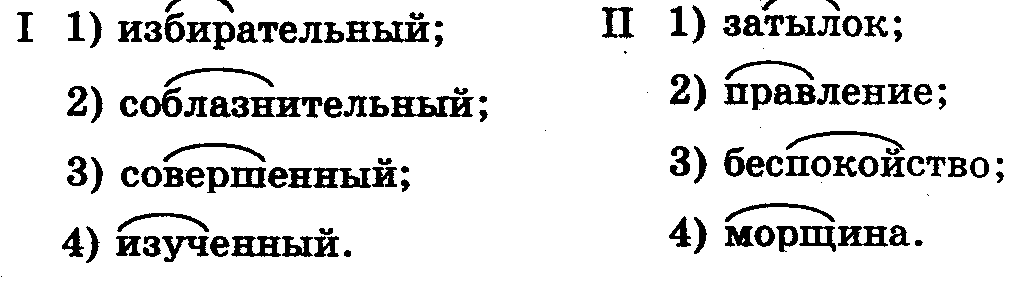 I 1) избирательный;
2) соблазнительный;
3) совершенный;
4) изученный.
II 1) затылок;
2) правление;
3) беспокойство;
4) морщина.